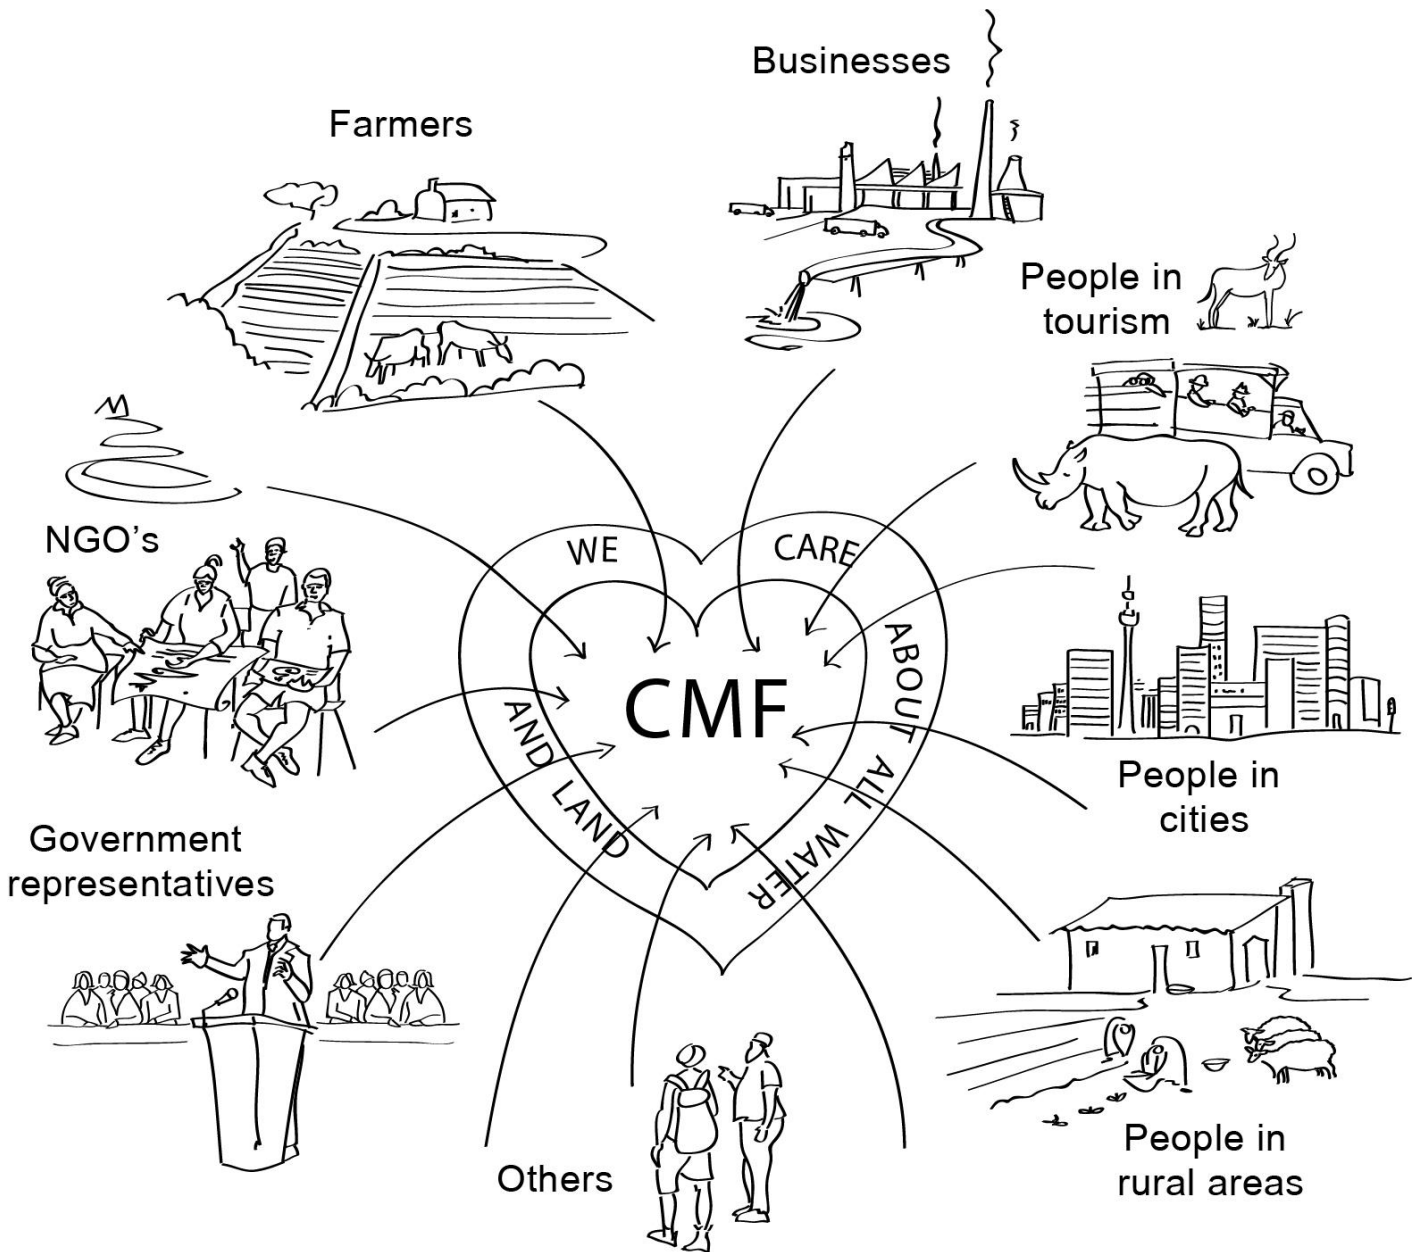 Businesses
Farmers
People in
tourism
NGO's
WE CARE
ABOUT ALL WATER
AND LAND
CMF
People in
cities
Government
representatives
People in
rural areas
Others